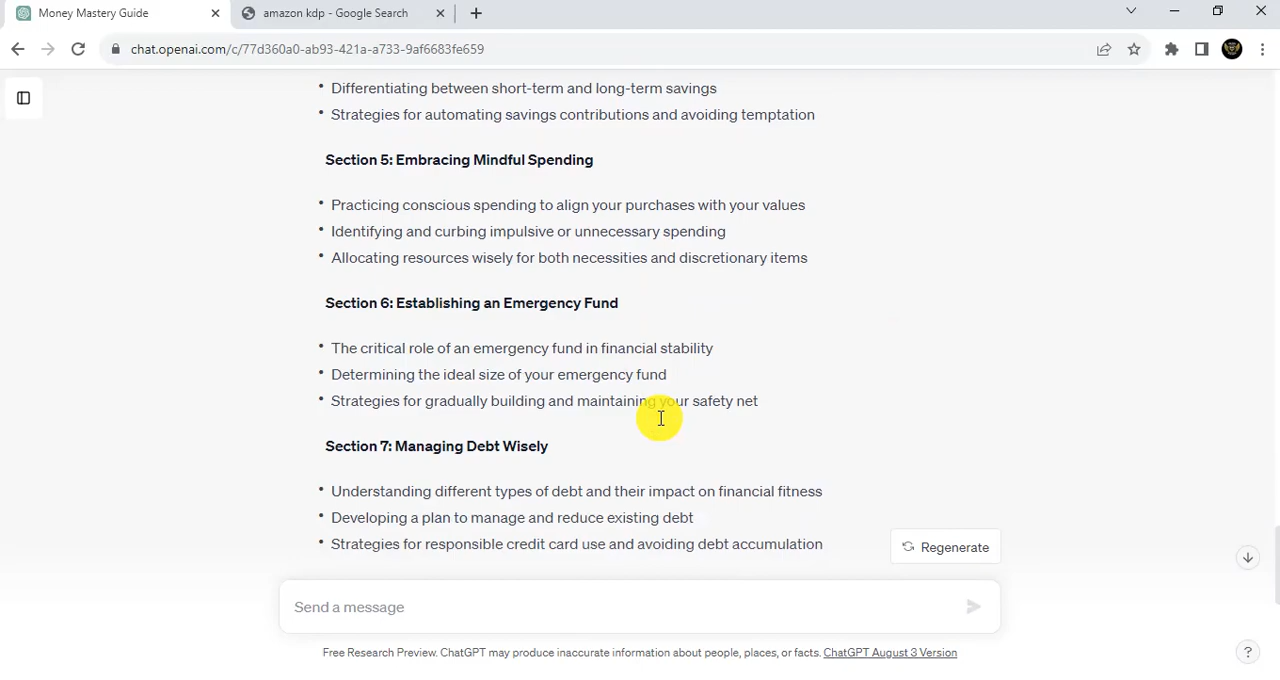 Money Mastery Guide
amazon kdp - Google Search
chat.openai.com/c/77d360a0-ab93-421a-a733-9af6683fe659
• Differentiating between short-term and long-term savings
• Strategies for automating savings contributions and avoiding temptation
Section 5: Embracing Mindful Spending
• Practicing conscious spending to align your purchases with your values
• Identifying and curbing impulsive or unnecessary spending
• Allocating resources wisely for both necessities and discretionary items
Section 6: Establishing an Emergency Fund
• The critical role of an emergency fund in financial stability
• Determining the ideal size of your emergency fund
• Strategies for gradually building and maintaining your safety net
Section 7: Managing Debt Wisely
• Understanding different types of debt and their impact on financial fitness
• Developing a plan to manage and reduce existing debt
• Strategies for responsible credit card use and avoiding debt accumulation
Regenerate
Send a message
Free Research Preview. ChatGPT may produce inaccurate information about people, places, or facts. ChatGPT August 3 Version
?